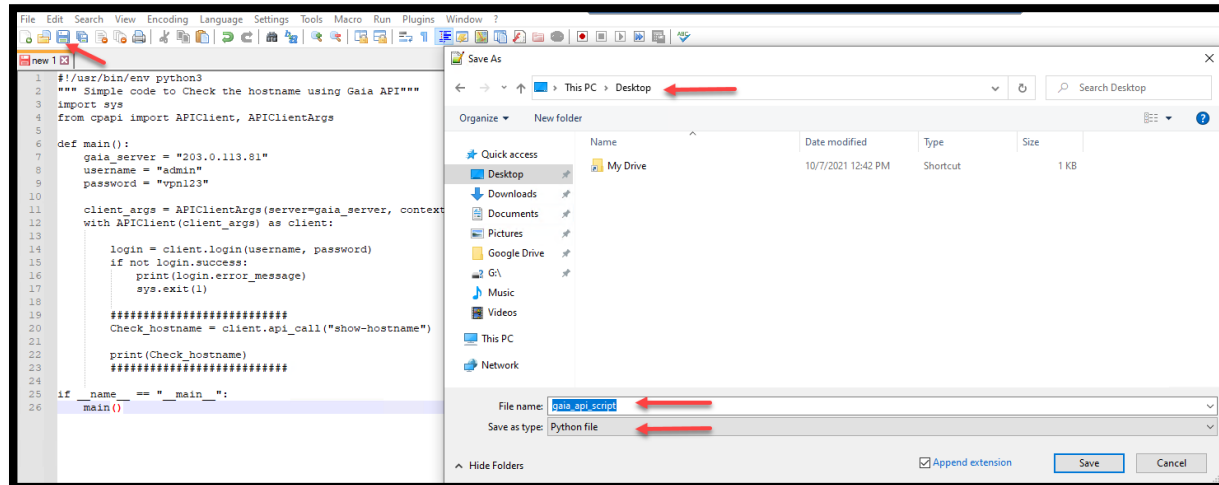 File Edit Search View Encoding Language Settings Tools Macro Run Plugins Window ?
new 1
1 #!/usr/bin/env python3
2 """ Simple code to Check the hostname using Gaia API"""
3 import sys
4 from cpapi import APIClient, APIClientArgs
5
6 def main():
7 gaia_server = "203.0.113.81"
8 username = "admin"
9 password = "vpn123"
10
11 client_args = APIClientArgs(server=gaia_server, context
12 with APIClient(client_args) as client:
13
14 login = client.login(username, password)
15 if not login.success:
16 print(login.error_message)
17 sys.exit(1)
18
19 ###########################
20 Check_hostname = client.api_call("show-hostname")
21
22 print(Check_hostname)
23 ###########################
24
25 if __name__ == "__main__":
26 main()
Save As
This PC > Desktop
Search Desktop
Organize New folder
Name Date modified Type Size
My Drive 10/7/2021 12:42 PM Shortcut 1 KB
Quick access
Desktop
Downloads
Documents
Pictures
Google Drive
G:\
Music
Videos
This PC
Network
File name: gaia_api_script
Save as type: Python file
Hide Folders
Append extension
Save Cancel